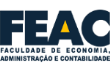 FEAC
FACULDADE DE ECONOMIA,
ADMINISTRAÇÃO E CONTABILIDADE